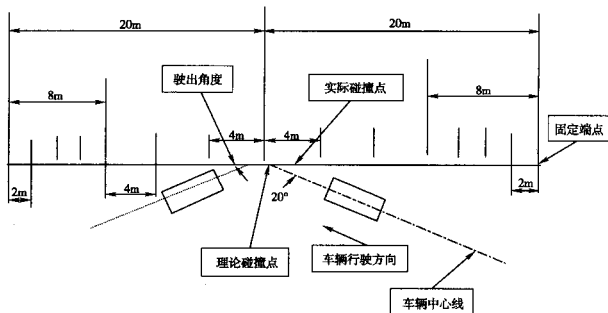 20m
20m
驶出角度
实际碰撞点
8m
8m
固定端点
4m
4m
2m
4m
2m
20°
理论碰撞点
车辆行驶方向
车辆中心线